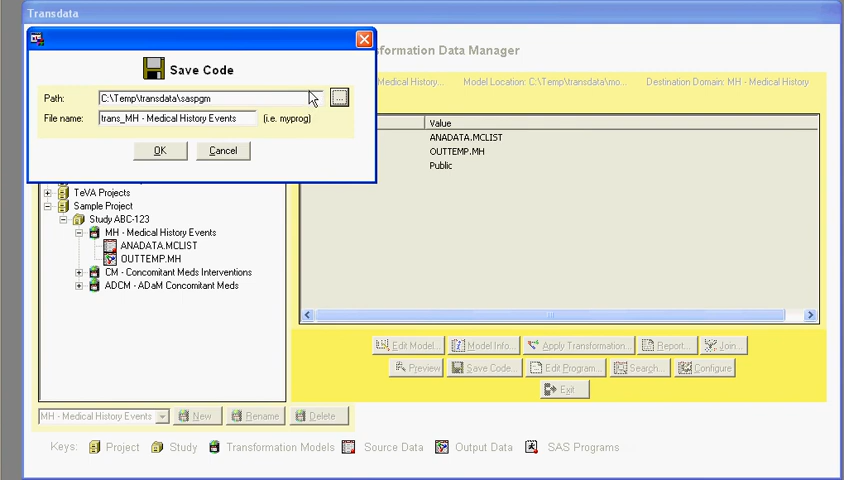 Transdata
Save Code
Path: C:\Temp\transdata\saspgm ...
File name: trans_MH - Medical History Events (i.e. myprog)
OK Cancel
sformation Data Manager
Medical History... Model Location: C:\Temp\transdata\mo... Destination Domain: MH - Medical History
Value
ANADATA.MCLIST
OUTTEMP.MH
Public
TeVA Projects
Sample Project
Study ABC-123
MH - Medical History Events
ANADATA.MCLIST
OUTTEMP.MH
CM - Concomitant Meds Interventions
ADCM - ADaM Concomitant Meds
Edit Model... Model Info... Apply Transformation... Report... Join...
Preview Save Code... Edit Program... Search... Configure
Exit
MH - Medical History Events New Rename Delete
Keys: Project Study Transformation Models Source Data Output Data SAS Programs